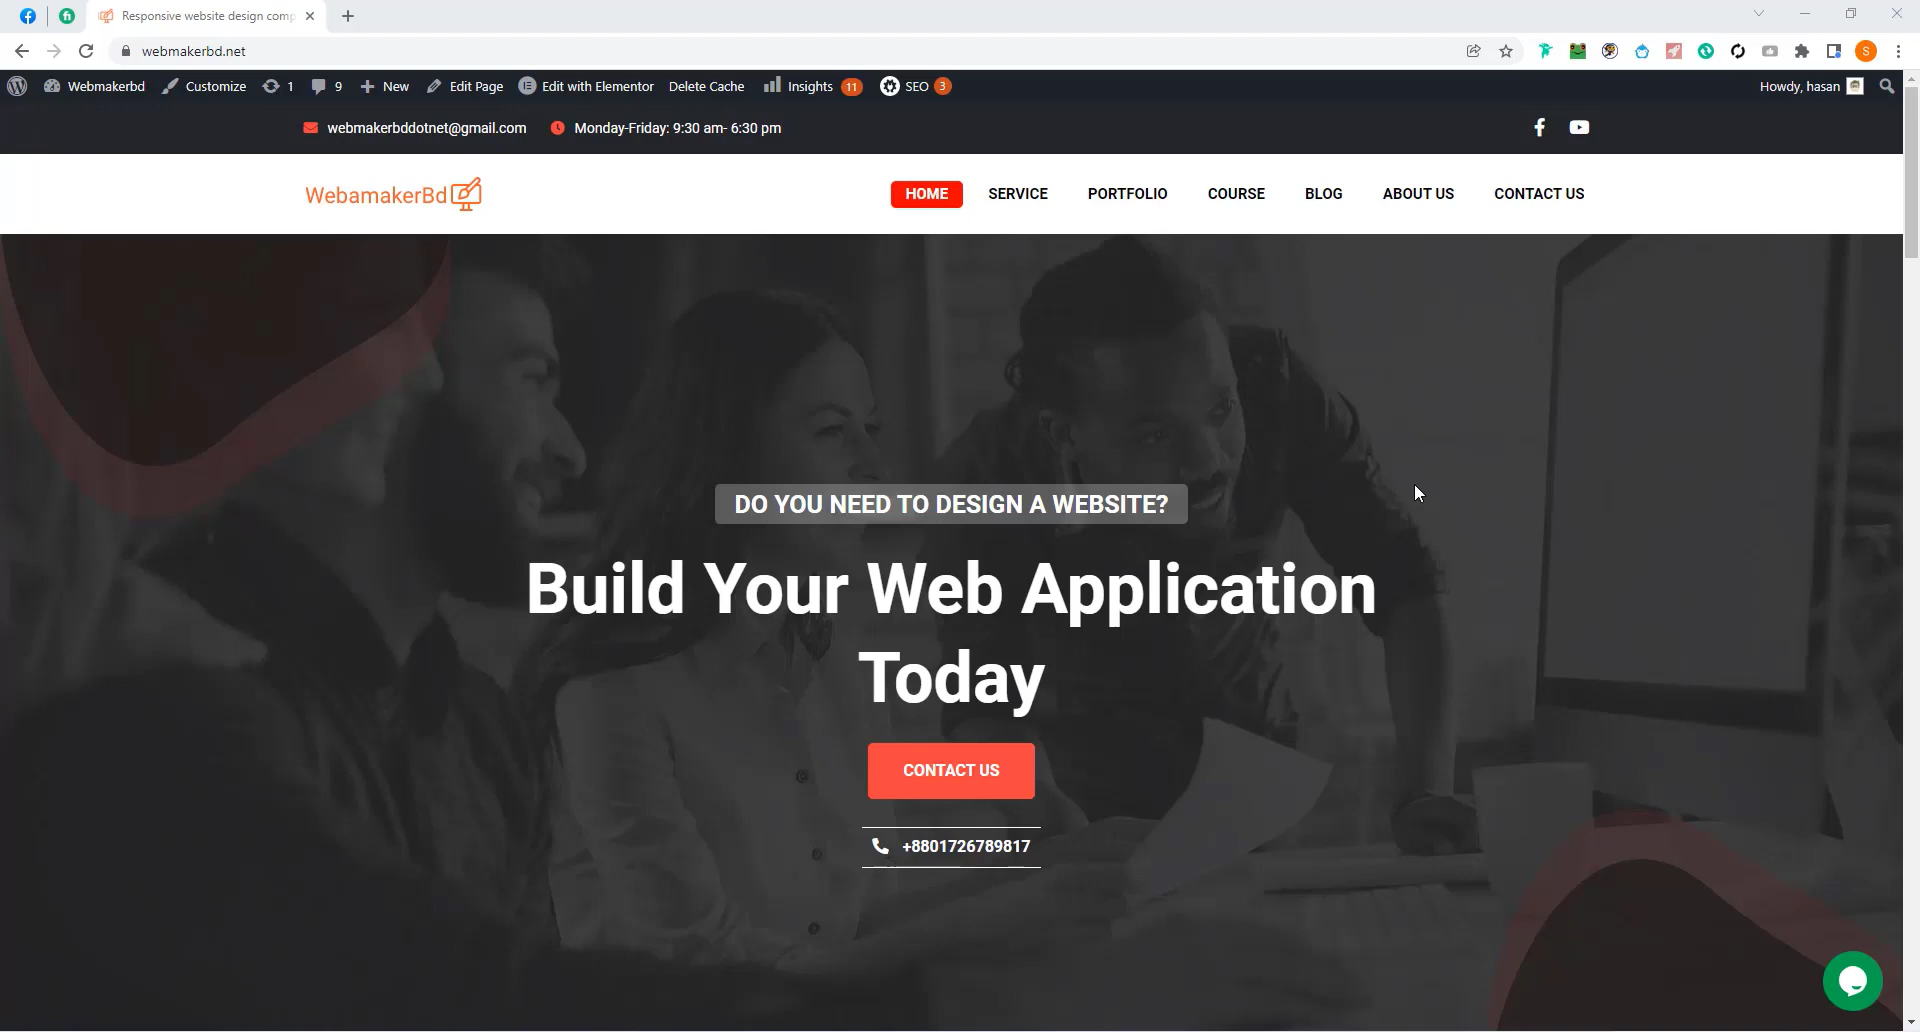 Responsive website design comp
webmakerbd.net
S
Webmakerbd Customize 1 9 New Edit Page Edit with Elementor Delete Cache Insights 11 SEO 3 Howdy, hasan
webmakerbddotnet@gmail.com Monday-Friday: 9:30 am- 6:30 pm
WebamakerBd HOME SERVICE PORTFOLIO COURSE BLOG ABOUT US CONTACT US
DO YOU NEED TO DESIGN A WEBSITE?
Build Your Web Application
Today
CONTACT US
+8801726789817